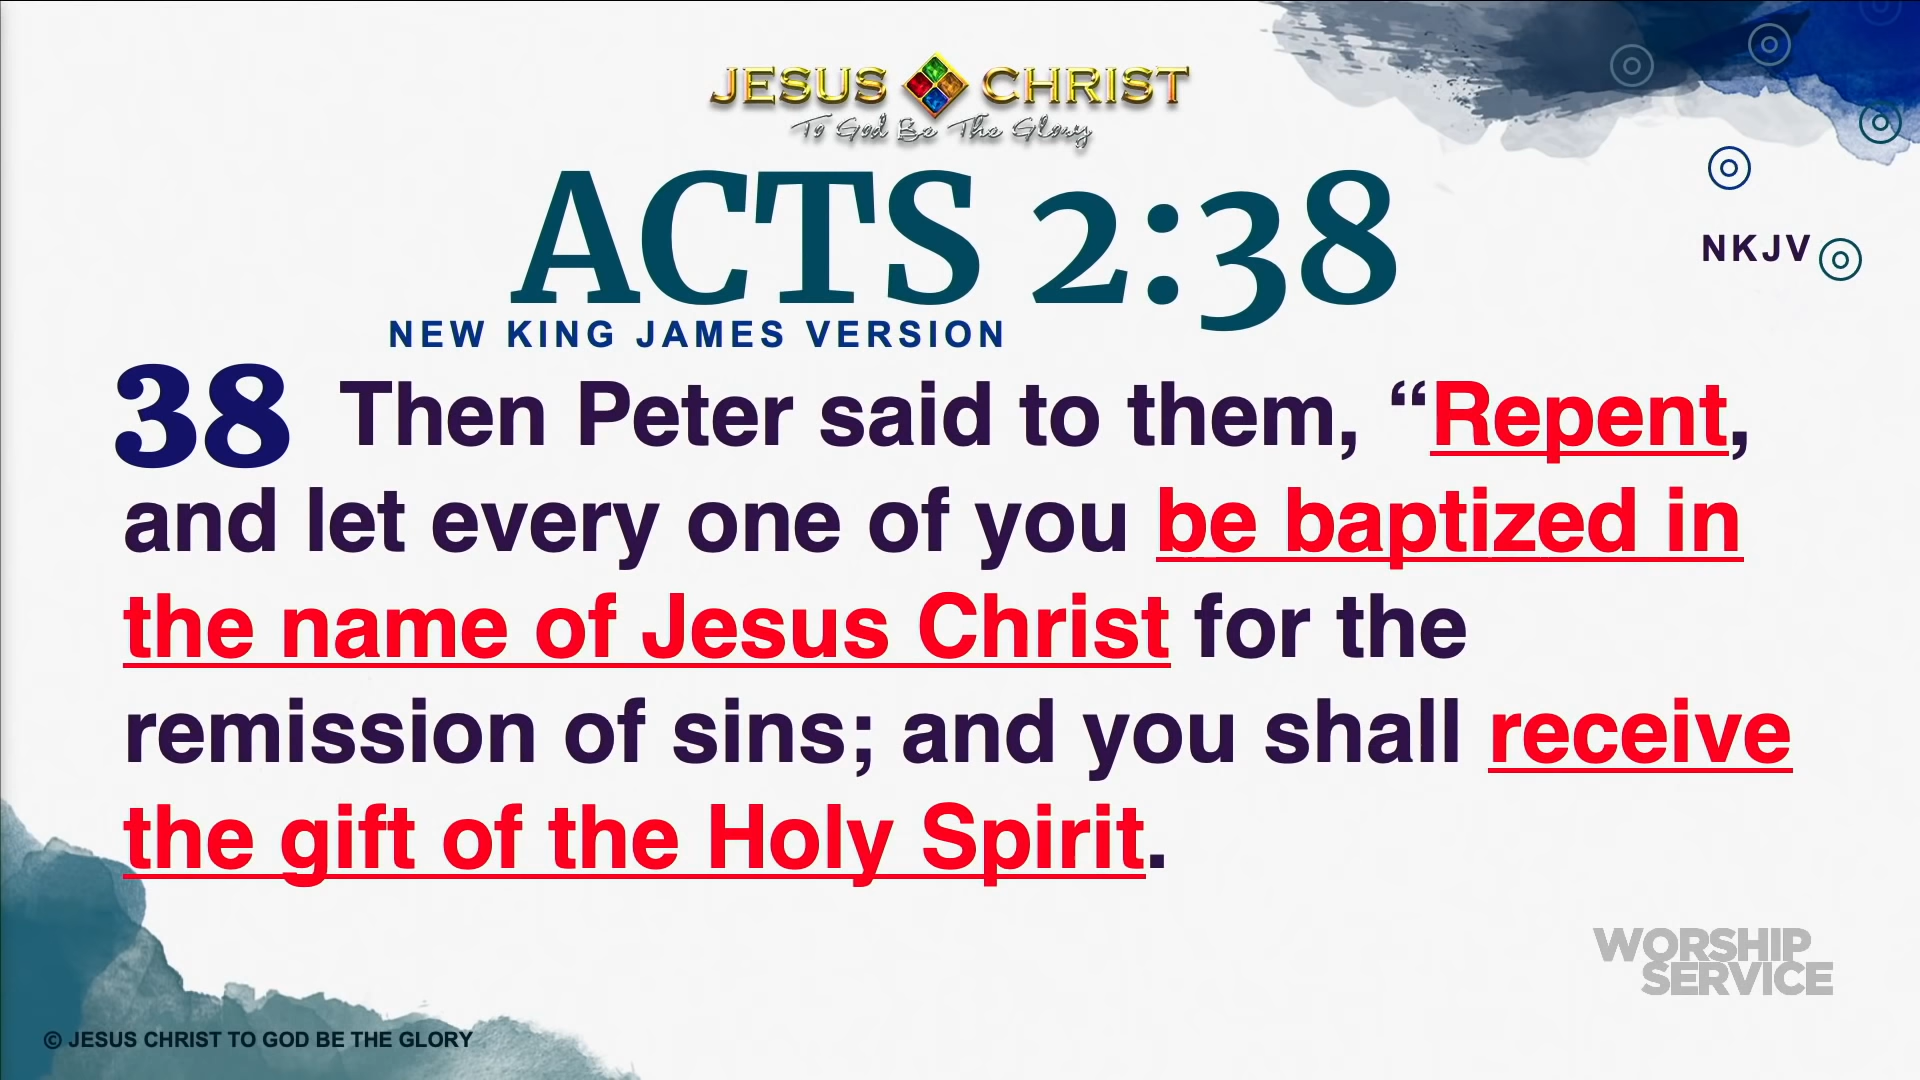 JESUS CHRIST
To God Be The Glory
ACTS 2:38
NKJV
NEW KING JAMES VERSION
38 Then Peter said to them, “Repent,
and let every one of you be baptized in
the name of Jesus Christ for the
remission of sins; and you shall receive
the gift of the Holy Spirit.
WORSHIP
SERVICE
© JESUS CHRIST TO GOD BE THE GLORY